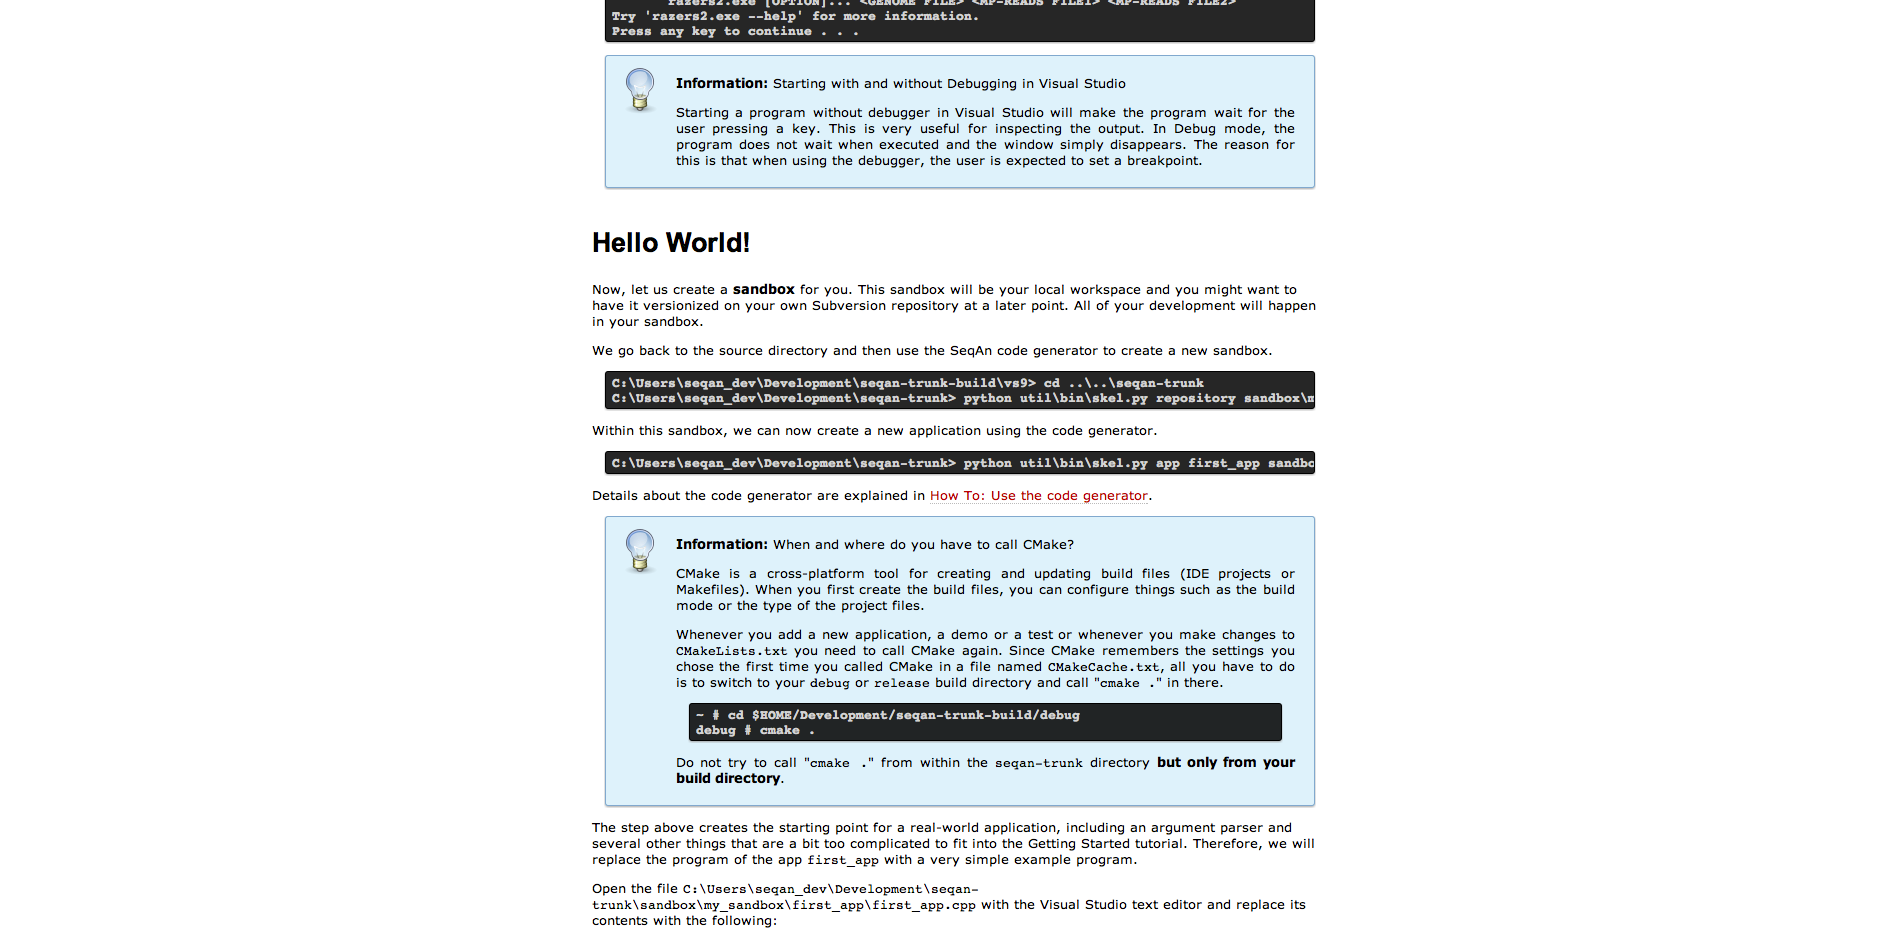 razers2.exe [OPTION]... <GENOME FILE> <MP-READS FILE1> <MP-READS FILE2>
Try 'razers2.exe --help' for more information.
Press any key to continue . . .
Information: Starting with and without Debugging in Visual Studio
Starting a program without debugger in Visual Studio will make the program wait for the
user pressing a key. This is very useful for inspecting the output. In Debug mode, the
program does not wait when executed and the window simply disappears. The reason for
this is that when using the debugger, the user is expected to set a breakpoint.
Hello World!
Now, let us create a sandbox for you. This sandbox will be your local workspace and you might want to
have it versionized on your own Subversion repository at a later point. All of your development will happen
in your sandbox.
We go back to the source directory and then use the SeqAn code generator to create a new sandbox.
C:\Users\seqan_dev\Development\seqan-trunk-build\vs9> cd ..\..\seqan-trunk
C:\Users\seqan_dev\Development\seqan-trunk> python util\bin\skel.py repository sandbox\m
Within this sandbox, we can now create a new application using the code generator.
C:\Users\seqan_dev\Development\seqan-trunk> python util\bin\skel.py app first_app sandbo
Details about the code generator are explained in How To: Use the code generator.
Information: When and where do you have to call CMake?
CMake is a cross-platform tool for creating and updating build files (IDE projects or
Makefiles). When you first create the build files, you can configure things such as the build
mode or the type of the project files.
Whenever you add a new application, a demo or a test or whenever you make changes to
CMakeLists.txt you need to call CMake again. Since CMake remembers the settings you
chose the first time you called CMake in a file named CMakeCache.txt, all you have to do
is to switch to your debug or release build directory and call "cmake ." in there.
~ # cd $HOME/Development/seqan-trunk-build/debug
debug # cmake .
Do not try to call "cmake ." from within the seqan-trunk directory but only from your
build directory.
The step above creates the starting point for a real-world application, including an argument parser and
several other things that are a bit too complicated to fit into the Getting Started tutorial. Therefore, we will
replace the program of the app first_app with a very simple example program.
Open the file C:\Users\seqan_dev\Development\seqan-
trunk\sandbox\my_sandbox\first_app\first_app.cpp with the Visual Studio text editor and replace its
contents with the following: